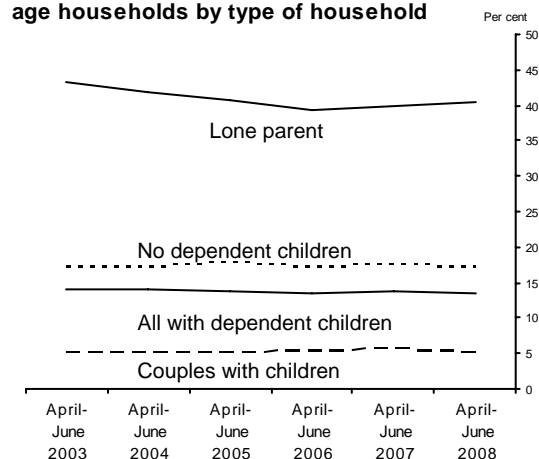 age households by type of household
Per cent
50
45
40
Lone parent
35
30
25
No dependent children
20
15
10
All with dependent children
5
Couples with children
0
April- April- April- April- April- April-
June June June June June June
2003 2004 2005 2006 2007 2008